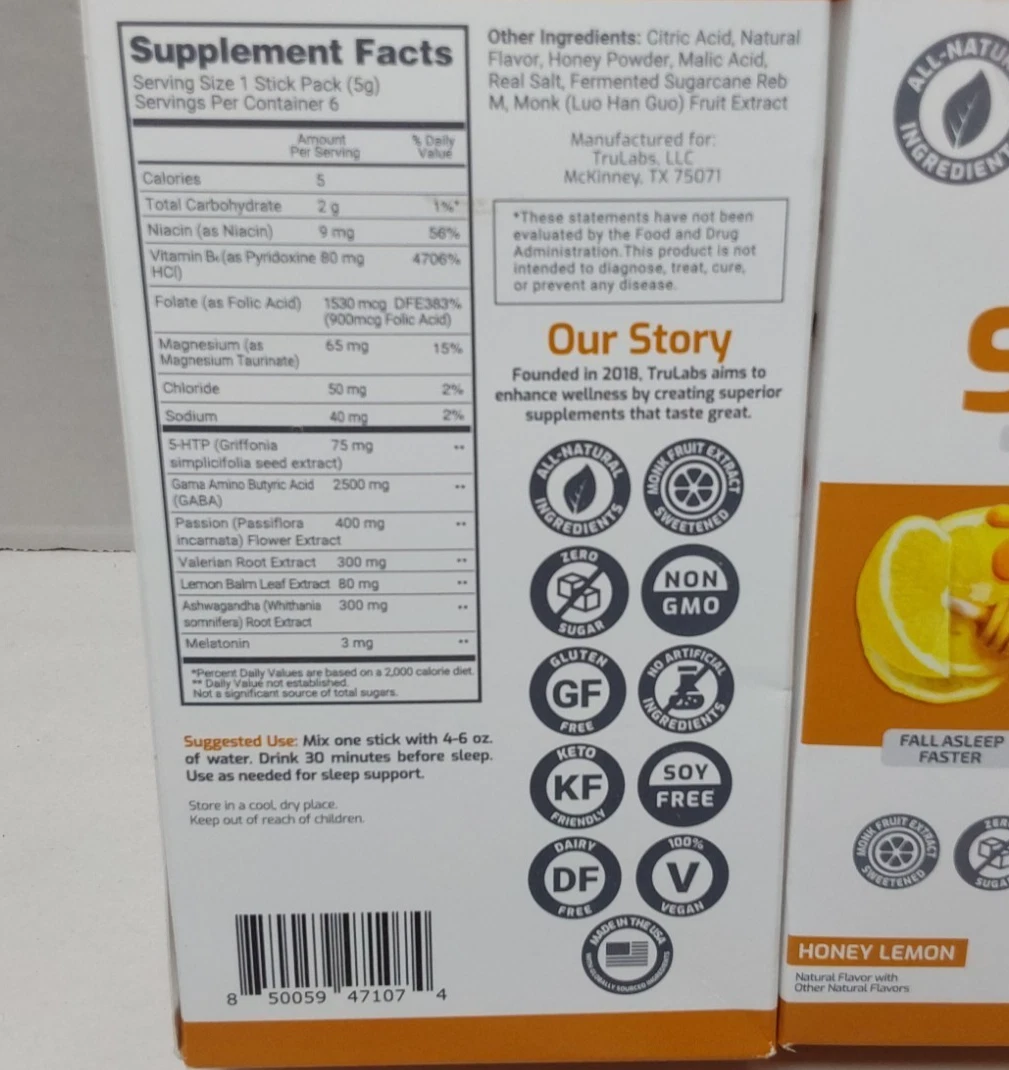 Supplement Facts
Serving Size 1 Stick Pack (5g)
Servings Per Container 6
Amount Per Serving % Daily Value
Calories 5
Total Carbohydrate 2 g 1%*
Niacin (as Niacin) 9 mg 56%
Vitamin B₆ (as Pyridoxine 80 mg 4706%
HCl)
Folate (as Folic Acid) 1530 mcg DFE383%
(900mcg Folic Acid)
Magnesium (as 65 mg 15%
Magnesium Taurinate)
Chloride 50 mg 2%
Sodium 40 mg 2%
5-HTP (Griffonia 75 mg **
simplicifolia seed extract)
Gama Amino Butyric Acid 2500 mg **
(GABA)
Passion (Passiflora 400 mg **
incarnata) Flower Extract
Valerian Root Extract 300 mg **
Lemon Balm Leaf Extract 80 mg **
Ashwagandha (Whithania 300 mg **
somnifera) Root Extract
Melatonin 3 mg **
*Percent Daily Values are based on a 2,000 calorie diet.
** Daily Value not established.
Not a significant source of total sugars.
Suggested Use: Mix one stick with 4-6 oz.
of water. Drink 30 minutes before sleep.
Use as needed for sleep support.
Store in a cool, dry place.
Keep out of reach of children.
8 50059 47107 4
Other Ingredients: Citric Acid, Natural
Flavor, Honey Powder, Malic Acid,
Real Salt, Fermented Sugarcane Reb
M, Monk (Luo Han Guo) Fruit Extract
Manufactured for:
TruLabs, LLC
McKinney, TX 75071
*These statements have not been
evaluated by the Food and Drug
Administration. This product is not
intended to diagnose, treat, cure,
or prevent any disease.
Our Story
Founded in 2018, TruLabs aims to
enhance wellness by creating superior
supplements that taste great.
ALL-NATURAL INGREDIENTS
MONK FRUIT EXTRACT SWEETENED
ZERO SUGAR
NON GMO
GLUTEN GF FREE
NO ARTIFICIAL INGREDIENTS
KETO KF FRIENDLY
SOY FREE
DAIRY DF FREE
100% V VEGAN
MADE IN THE USA
GLOBALLY SOURCED INGREDIENTS
ALL-NATU
INGREDIENT
S
FALL ASLEEP
FASTER
MONK FRUIT EXTRACT SWEETENED
ZER
SUGA
HONEY LEMON
Natural Flavor with
Other Natural Flavors